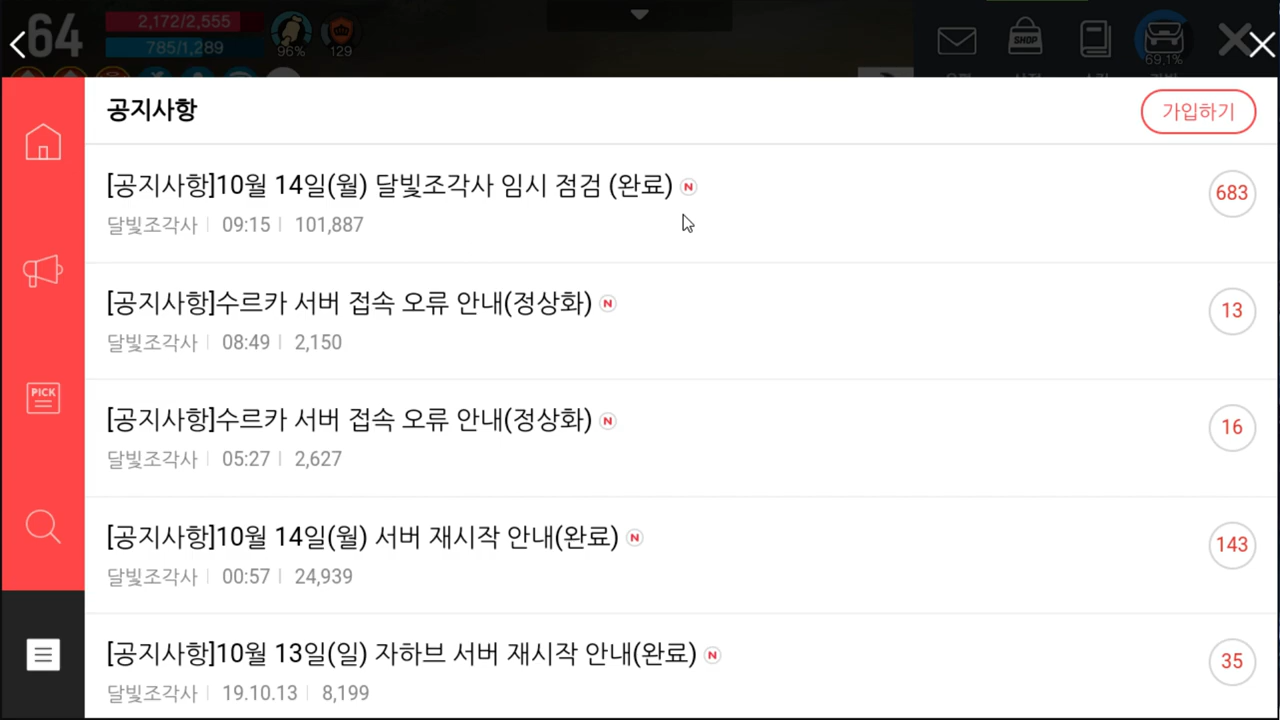 64
2,172/2,555
785/1,289
96%
129
SHOP
69.1%
공지사항
가입하기
[공지사항]10월 14일(월) 달빛조각사 임시 점검 (완료) N
683
달빛조각사 09:15 101,887
[공지사항]수르카 서버 접속 오류 안내(정상화) N
13
달빛조각사 08:49 2,150
[공지사항]수르카 서버 접속 오류 안내(정상화) N
16
달빛조각사 05:27 2,627
PICK
[공지사항]10월 14일(월) 서버 재시작 안내(완료) N
143
달빛조각사 00:57 24,939
[공지사항]10월 13일(일) 자하브 서버 재시작 안내(완료) N
35
달빛조각사 19.10.13 8,199